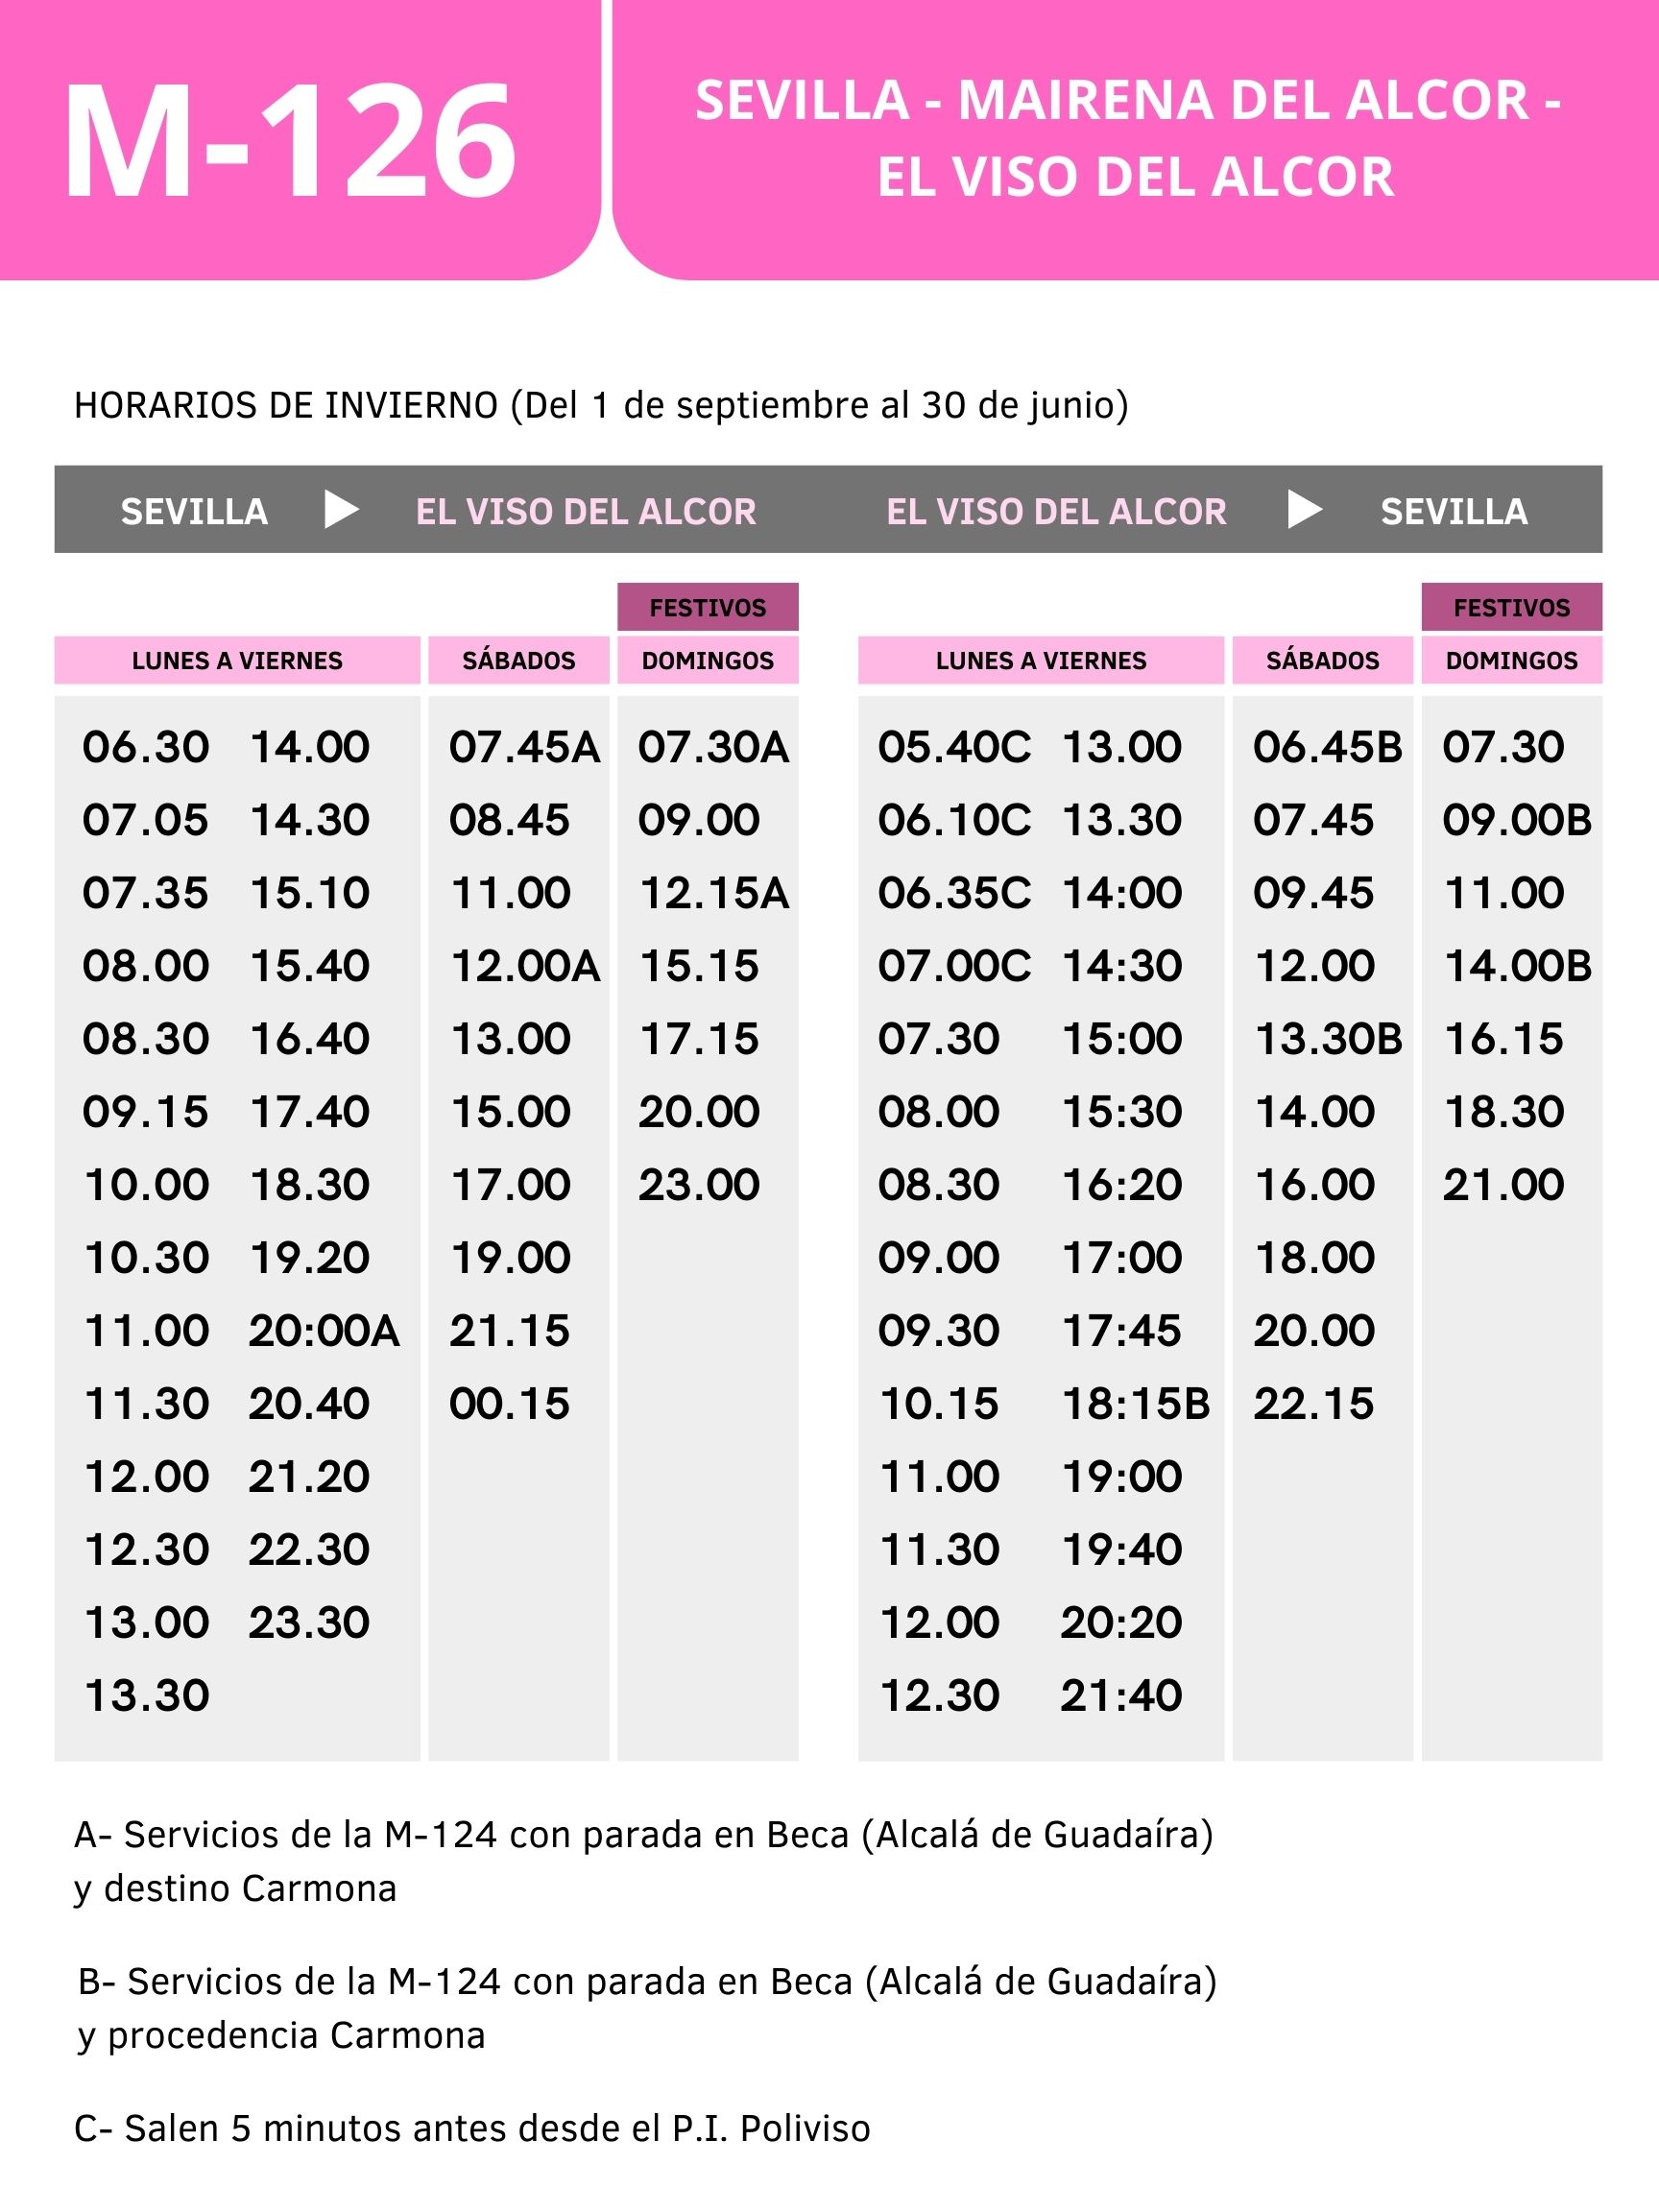 M-126
SEVILLA - MAIRENA DEL ALCOR -
EL VISO DEL ALCOR
HORARIOS DE INVIERNO (Del 1 de septiembre al 30 de junio)
SEVILLA ▶ EL VISO DEL ALCOR EL VISO DEL ALCOR ▶ SEVILLA
FESTIVOS FESTIVOS
LUNES A VIERNES SÁBADOS DOMINGOS LUNES A VIERNES SÁBADOS DOMINGOS
06.30 14.00 07.45A 07.30A 05.40C 13.00 06.45B 07.30
07.05 14.30 08.45 09.00 06.10C 13.30 07.45 09.00B
07.35 15.10 11.00 12.15A 06.35C 14:00 09.45 11.00
08.00 15.40 12.00A 15.15 07.00C 14:30 12.00 14.00B
08.30 16.40 13.00 17.15 07.30 15:00 13.30B 16.15
09.15 17.40 15.00 20.00 08.00 15:30 14.00 18.30
10.00 18.30 17.00 23.00 08.30 16:20 16.00 21.00
10.30 19.20 19.00 09.00 17:00 18.00
11.00 20:00A 21.15 09.30 17:45 20.00
11.30 20.40 00.15 10.15 18:15B 22.15
12.00 21.20 11.00 19:00
12.30 22.30 11.30 19:40
13.00 23.30 12.00 20:20
13.30 12.30 21:40
A- Servicios de la M-124 con parada en Beca (Alcalá de Guadaíra)
y destino Carmona
B- Servicios de la M-124 con parada en Beca (Alcalá de Guadaíra)
y procedencia Carmona
C- Salen 5 minutos antes desde el P.I. Poliviso